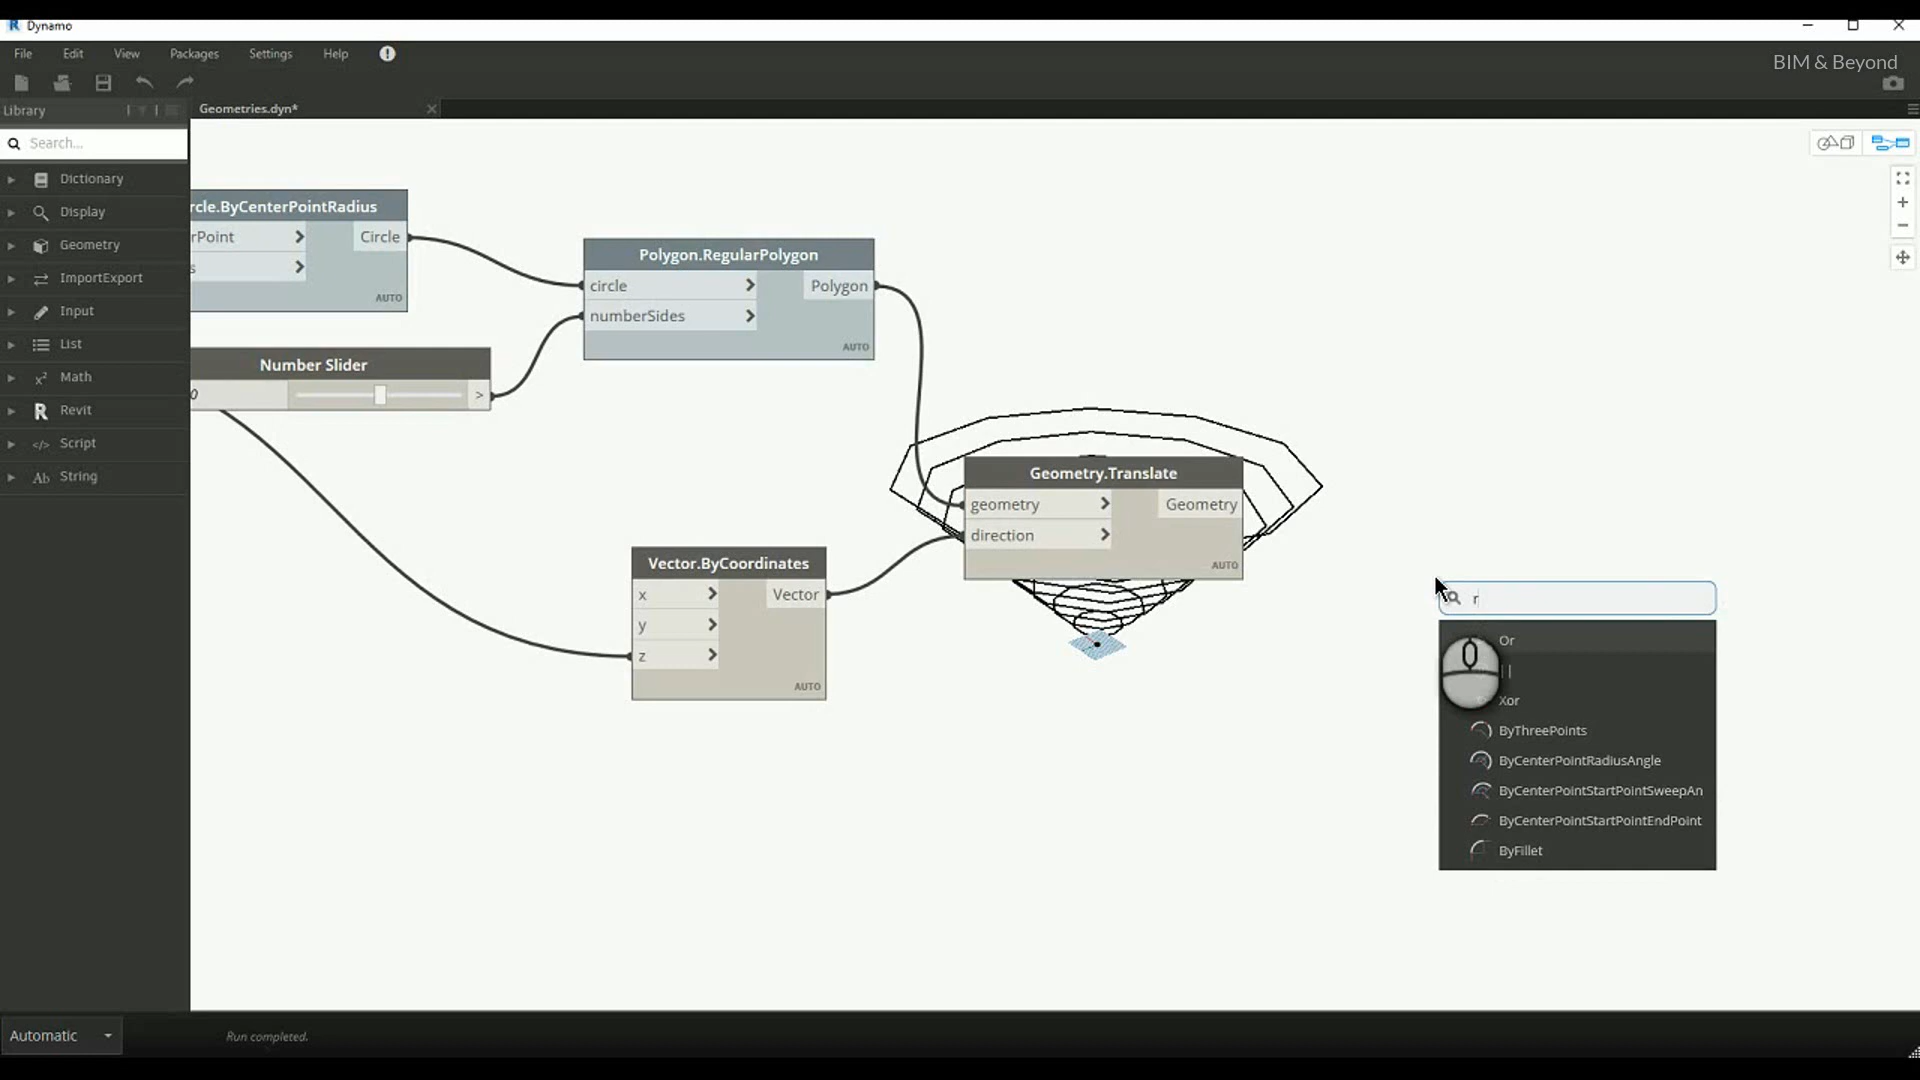 Dynamo
File Edit View Packages Settings Help
BIM & Beyond
Library
Geometries.dyn*
Search...
Dictionary
Display
Geometry
ImportExport
Input
List
Math
Revit
Script
String
rcle.ByCenterPointRadius
rPoint > Circle
s >
AUTO
Number Slider
0 >
Polygon.RegularPolygon
circle > Polygon
numberSides >
AUTO
Vector.ByCoordinates
x > Vector
y >
z >
AUTO
Geometry.Translate
geometry > Geometry
direction >
AUTO
r
Or
||
Xor
ByThreePoints
ByCenterPointRadiusAngle
ByCenterPointStartPointSweepAn
ByCenterPointStartPointEndPoint
ByFillet
Automatic
Run completed.